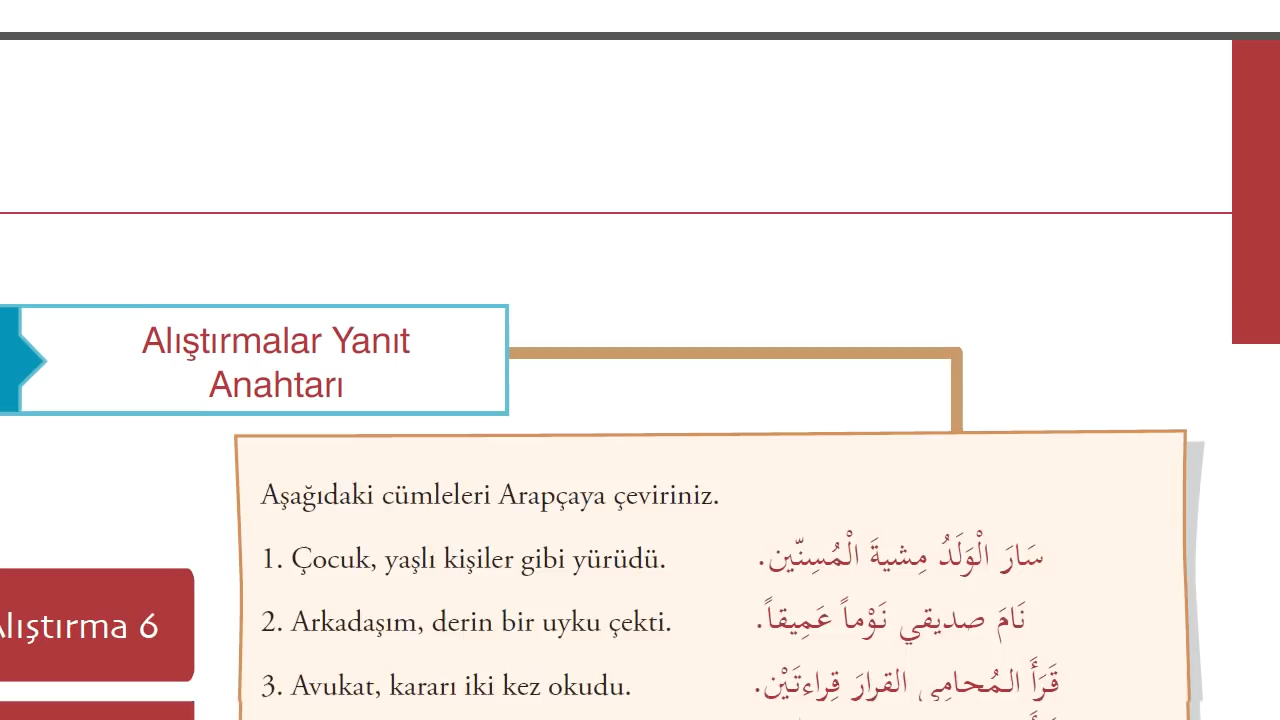 Alıştırmalar Yanıt
Anahtarı
Aşağıdaki cümleleri Arapçaya çeviriniz.
1. Çocuk, yaşlı kişiler gibi yürüdü. سَارَ الْوَلَدُ مِشيةَ الْمُسِنّين.
2. Arkadaşım, derin bir uyku çekti. نَامَ صديقي نَوْماً عَمِيقاً.
3. Avukat, kararı iki kez okudu. قَرَأَ المُحامِي القرارَ قِراءتَيْن.
lıştırma 6